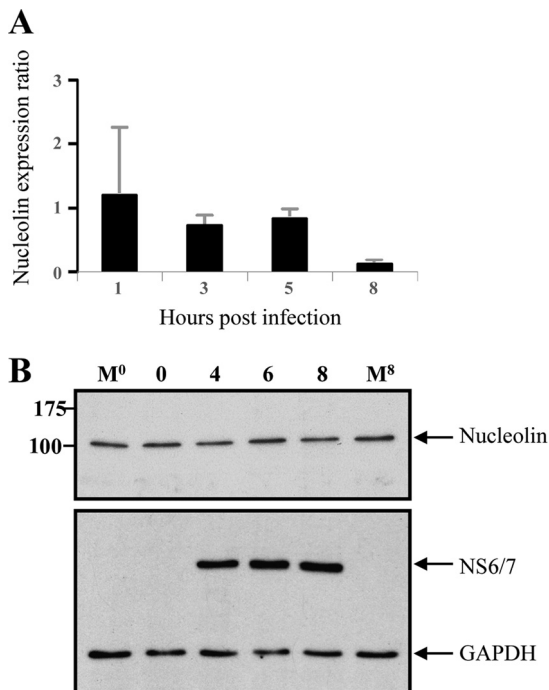 A
Nucleolin expression ratio
3
2
1
0
1 3 5 8
Hours post infection
B
M⁰ 0 4 6 8 M⁸
175
100
Nucleolin
NS6/7
GAPDH